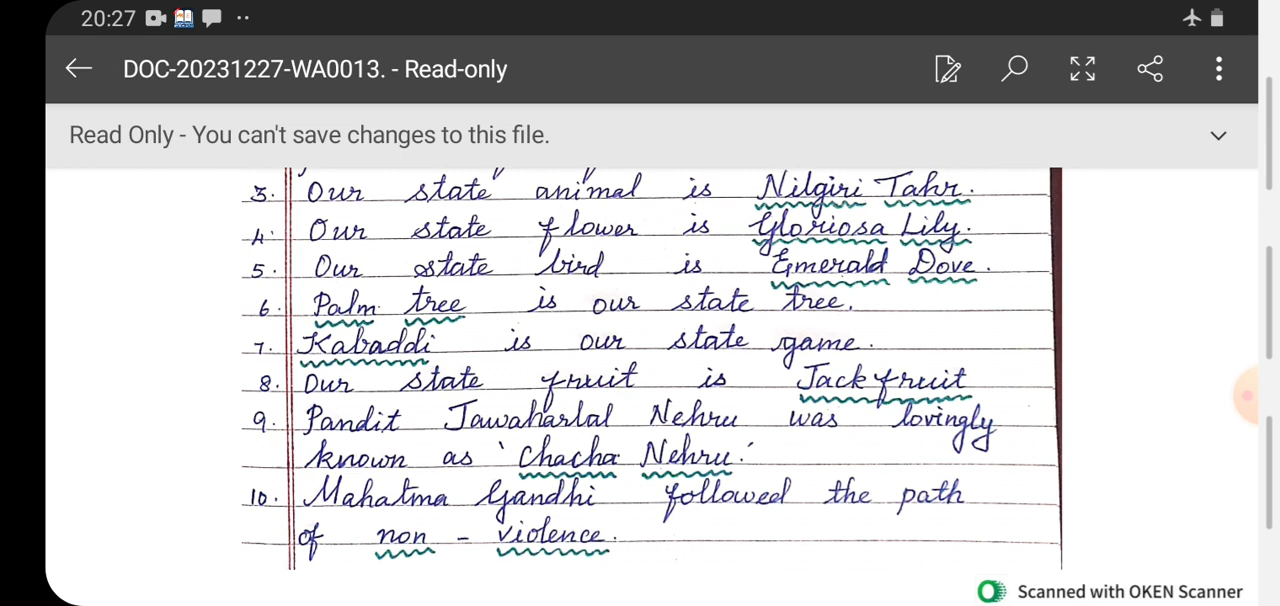 20:27
DOC-20231227-WA0013. - Read-only
Read Only - You can't save changes to this file.
3. Our state animal is Nilgiri Tahr.
4. Our state flower is Gloriosa Lily.
5. Our state bird is Emerald Dove.
6. Palm tree is our state tree.
7. Kabaddi is our state game.
8. Our state fruit is Jackfruit
9. Pandit Jawaharlal Nehru was lovingly
known as 'Chacha Nehru.'
10. Mahatma Gandhi followed the path
of non - violence.
Scanned with OKEN Scanner